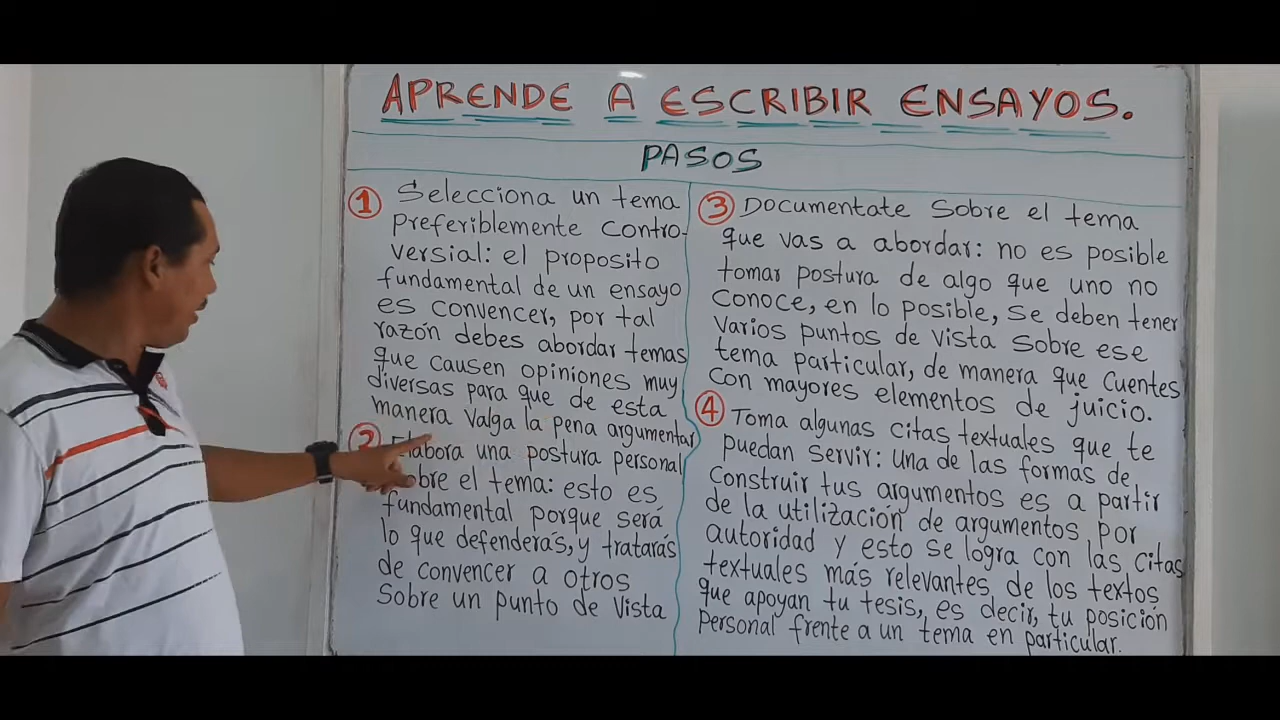 APRENDE A ESCRIBIR ENSAYOS.
PASOS
1 Selecciona un tema
preferiblemente contro-
versial: el proposito
fundamental de un ensayo
es convencer, por tal
razón debes abordar temas
que causen opiniones muy
diversas para que de esta
manera valga la pena argumentar
2 Elabora una postura personal
sobre el tema: esto es
fundamental porque será
lo que defenderás, y tratarás
de convencer a otros
sobre un punto de vista
3 Documentate sobre el tema
que vas a abordar: no es posible
tomar postura de algo que uno no
conoce, en lo posible, se deben tener
varios puntos de vista sobre ese
tema particular, de manera que cuentes
con mayores elementos de juicio.
4 Toma algunas citas textuales que te
puedan servir: una de las formas de
construir tus argumentos es a partir
de la utilización de argumentos por
autoridad y esto se logra con las citas
textuales más relevantes de los textos
que apoyan tu tesis, es decir, tu posición
personal frente a un tema en particular.